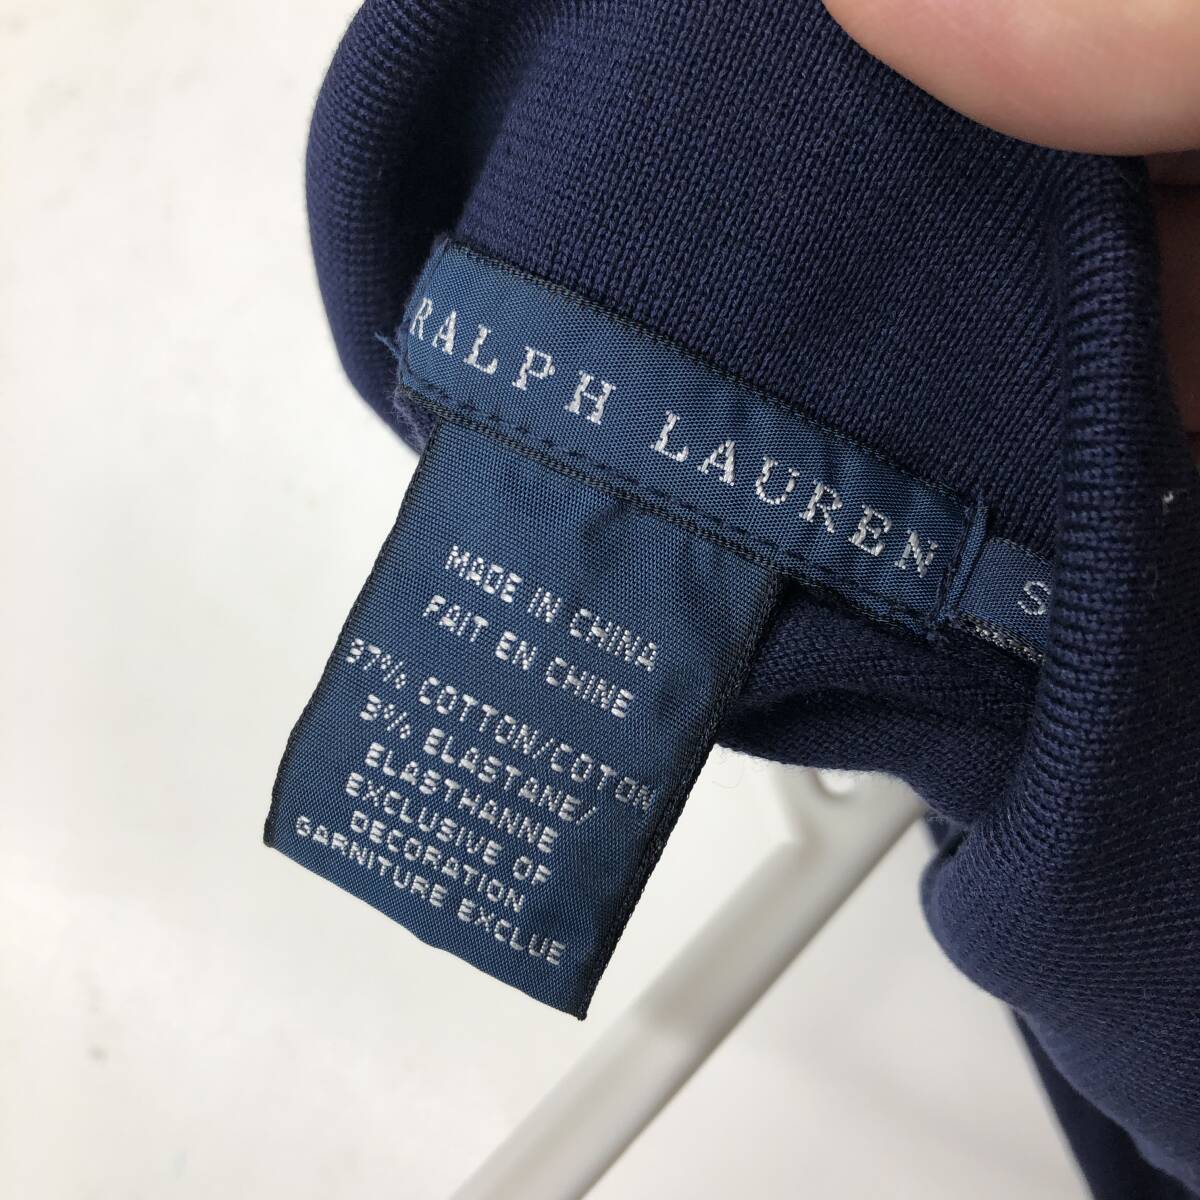 RALPH LAUREN
S
MADE IN CHINA
FAIT EN CHINE
97% COTTON/COTON
3% ELASTANE/
ELASTHANNE
EXCLUSIVE OF
DECORATION
GARNITURE EXCLUE